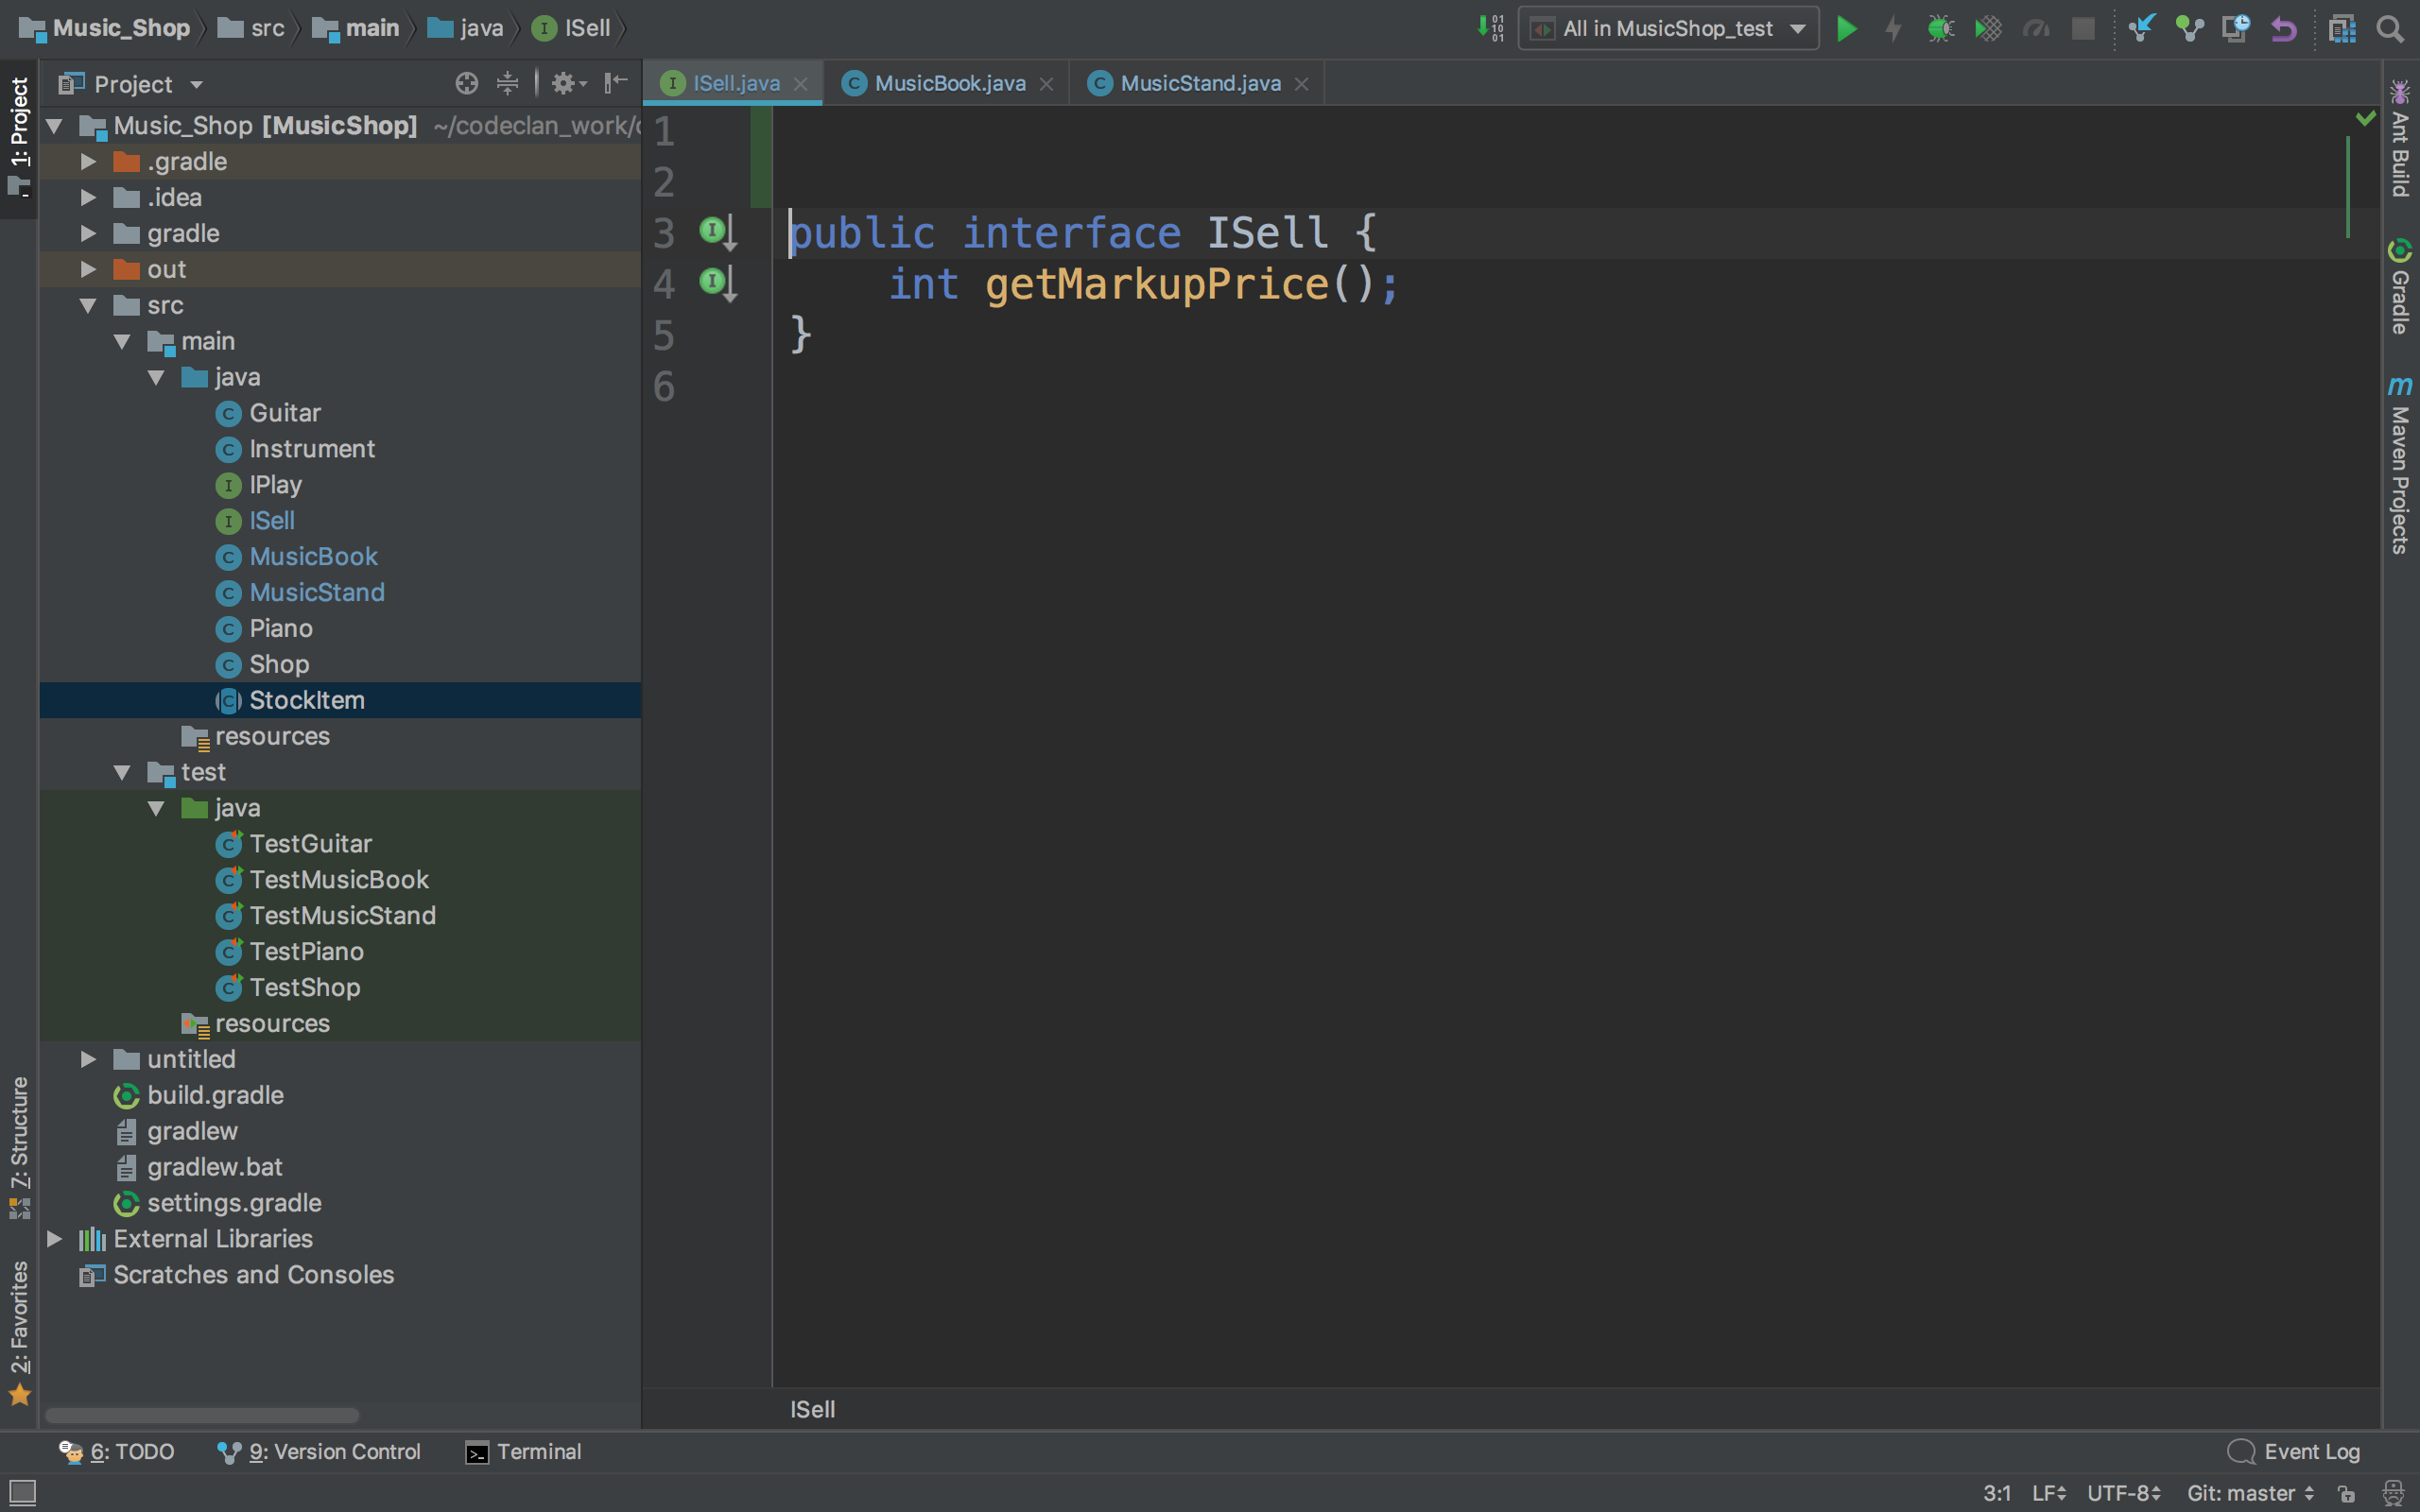 Music_Shop src main java ISell
01 10 01 All in MusicShop_test
Project
ISell.java MusicBook.java MusicStand.java
1: Project
Music_Shop [MusicShop] ~/codeclan_work/
.gradle
.idea
gradle
out
src
main
java
Guitar
Instrument
IPlay
ISell
MusicBook
MusicStand
Piano
Shop
StockItem
resources
test
java
TestGuitar
TestMusicBook
TestMusicStand
TestPiano
TestShop
resources
untitled
build.gradle
gradlew
gradlew.bat
settings.gradle
External Libraries
Scratches and Consoles
7: Structure
2: Favorites
1
2
3 public interface ISell {
4 int getMarkupPrice();
5 }
6
ISell
Ant Build
Gradle
m Maven Projects
6: TODO 9: Version Control Terminal Event Log
3:1 LF UTF-8 Git: master